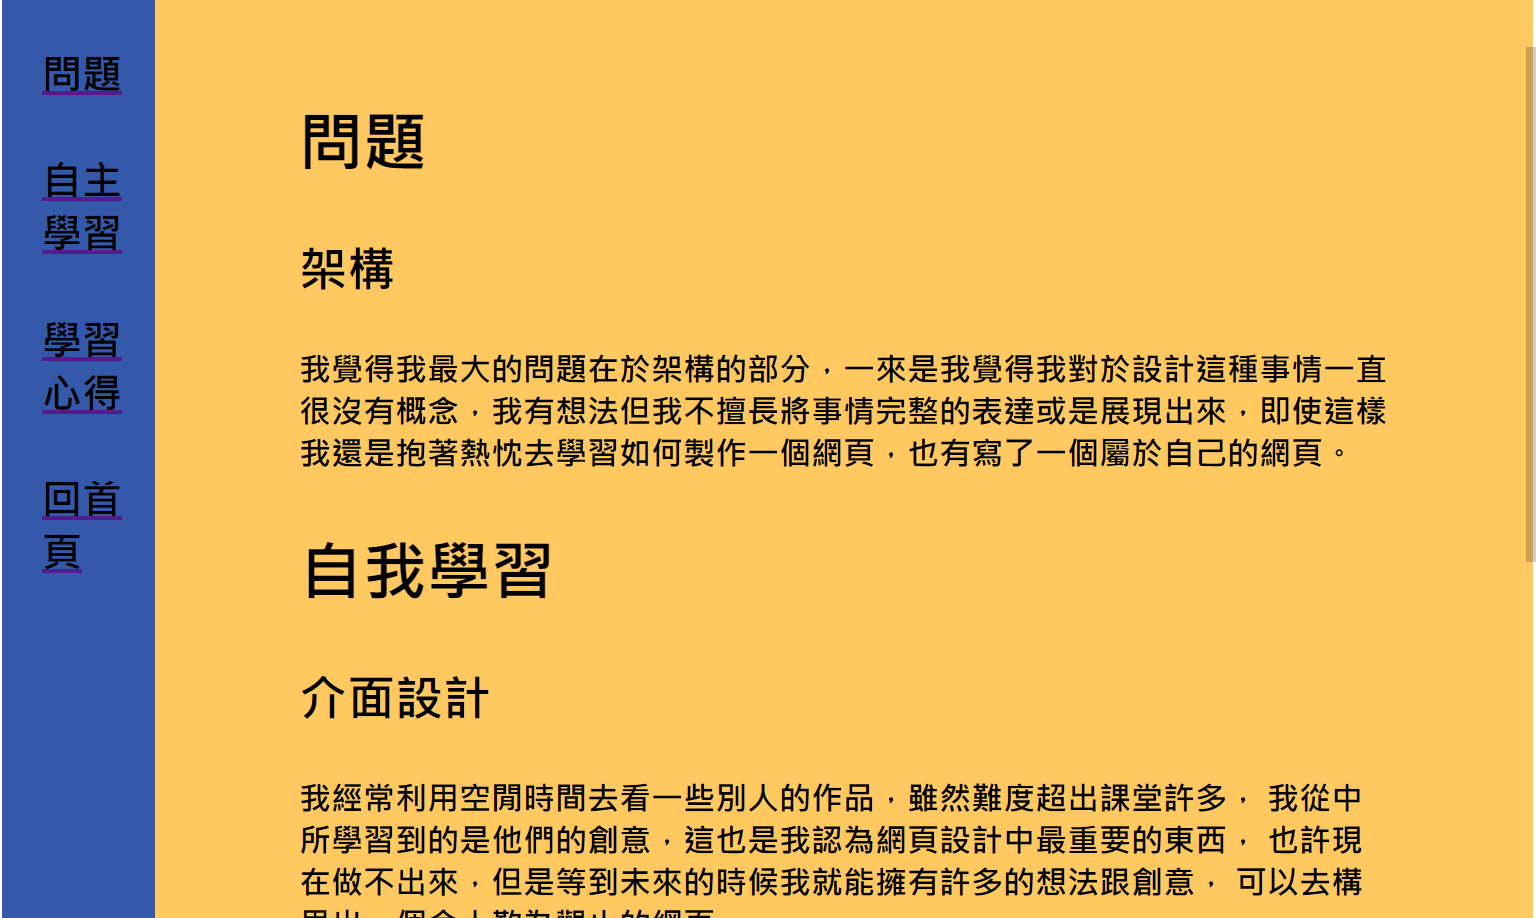 問題
自主
學習
學習
心得
回首
頁
問題
架構
我覺得我最大的問題在於架構的部分，一來是我覺得我對於設計這種事情一直
很沒有概念，我有想法但我不擅長將事情完整的表達或是展現出來，即使這樣
我還是抱著熱忱去學習如何製作一個網頁，也有寫了一個屬於自己的網頁。
自我學習
介面設計
我經常利用空閒時間去看一些別人的作品，雖然難度超出課堂許多， 我從中
所學習到的是他們的創意，這也是我認為網頁設計中最重要的東西， 也許現
在做不出來，但是等到未來的時候我就能擁有許多的想法跟創意， 可以去構